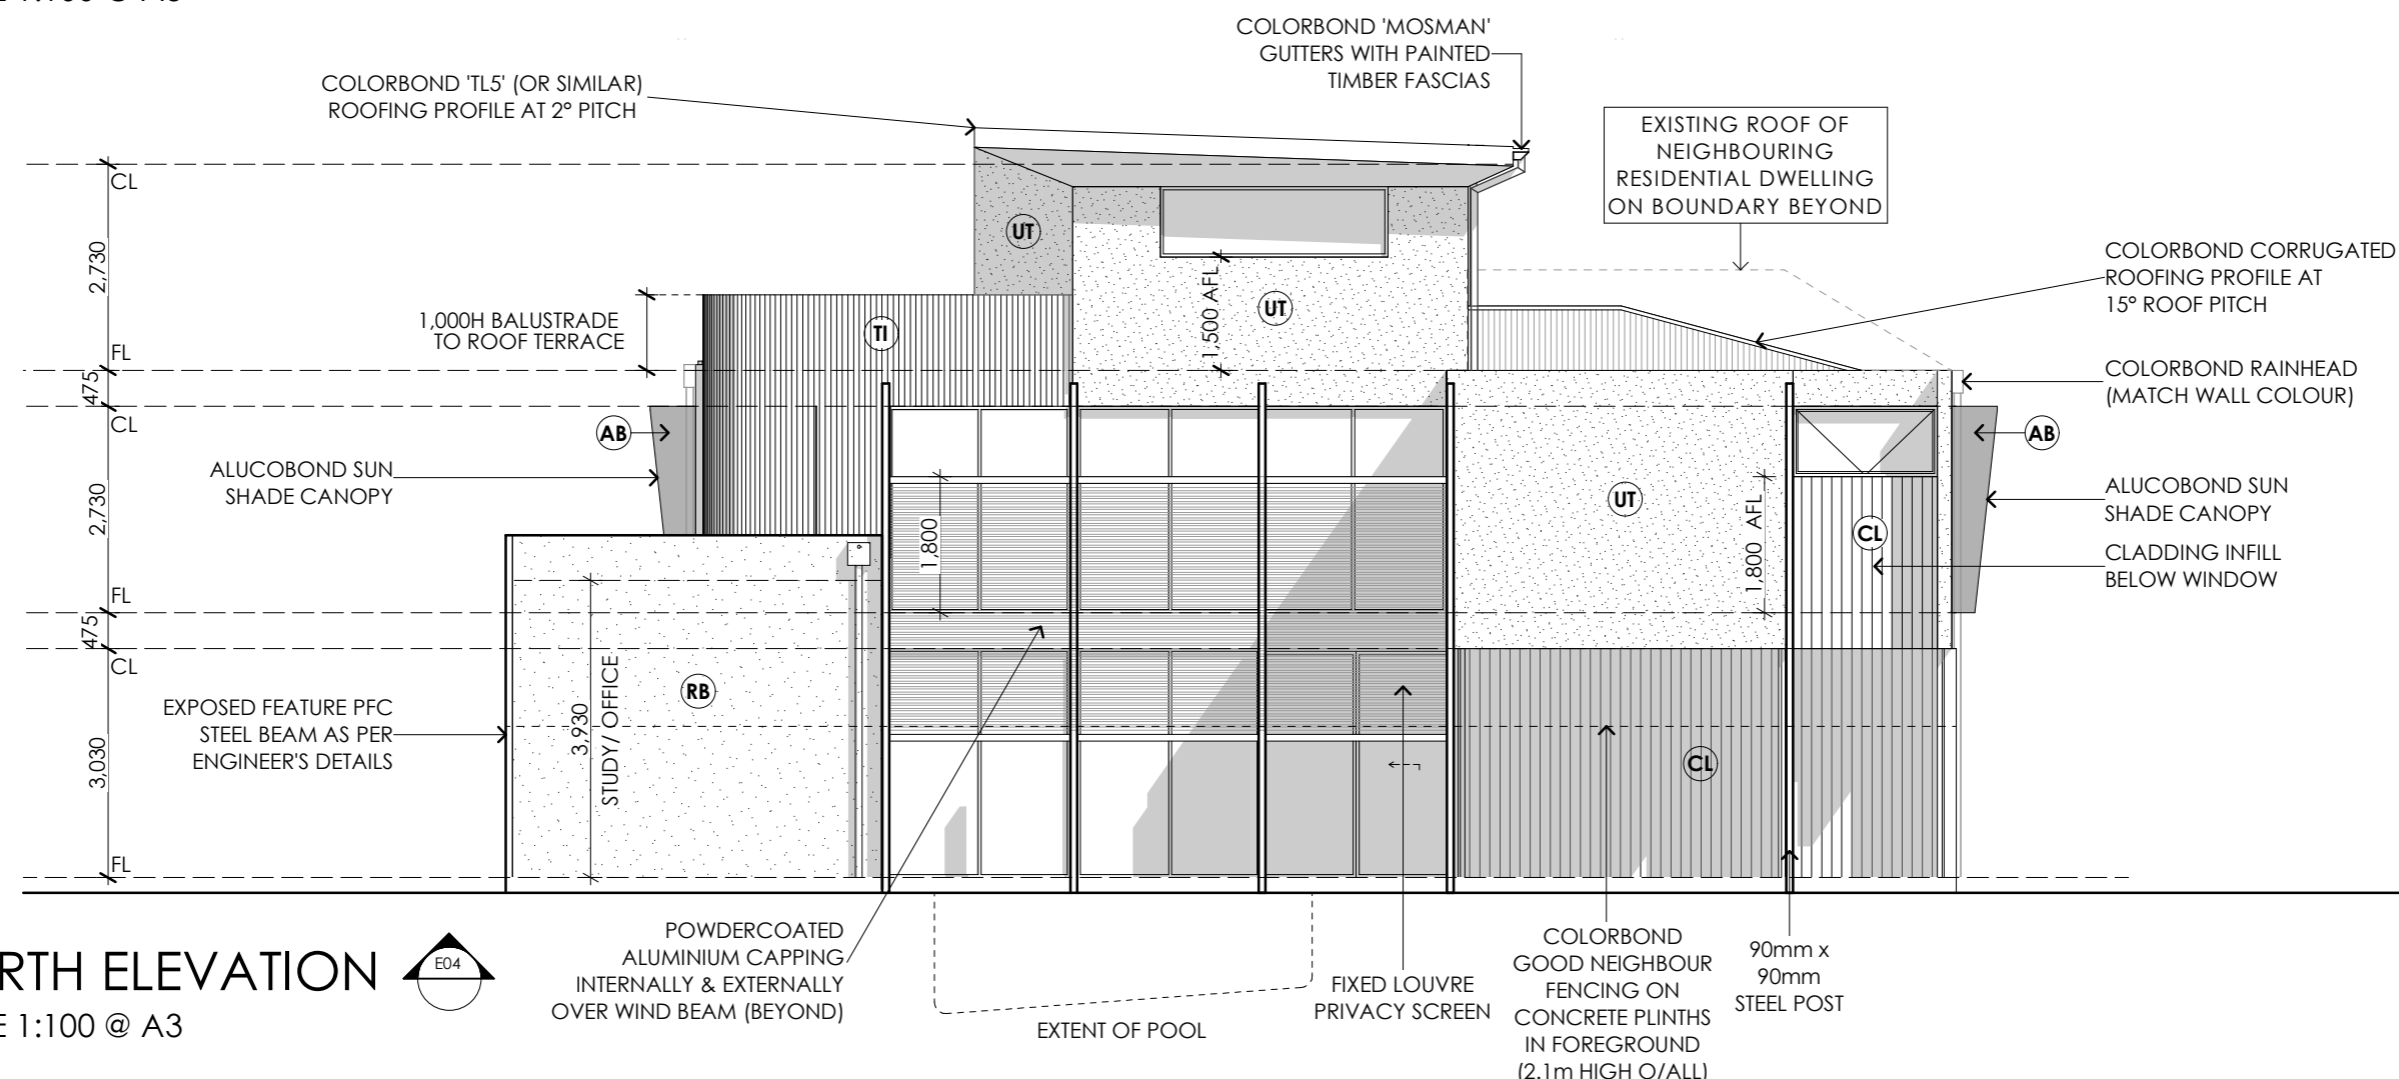 COLORBOND 'MOSMAN'
GUTTERS WITH PAINTED
TIMBER FASCIAS
COLORBOND 'TL5' (OR SIMILAR)
ROOFING PROFILE AT 2° PITCH
EXISTING ROOF OF
NEIGHBOURING
RESIDENTIAL DWELLING
ON BOUNDARY BEYOND
COLORBOND CORRUGATED
ROOFING PROFILE AT
15° ROOF PITCH
CL
2,730
FL
475
CL
2,730
FL
475
CL
3,030
FL
UT
UT
1,500 AFL
TI
1,000H BALUSTRADE
TO ROOF TERRACE
COLORBOND RAINHEAD
(MATCH WALL COLOUR)
AB
AB
ALUCOBOND SUN
SHADE CANOPY
ALUCOBOND SUN
SHADE CANOPY
1,800
UT
1,800 AFL
CL
CLADDING INFILL
BELOW WINDOW
RB
3,930
STUDY/ OFFICE
EXPOSED FEATURE PFC
STEEL BEAM AS PER
ENGINEER'S DETAILS
CL
POWDERCOATED
ALUMINIUM CAPPING
INTERNALLY & EXTERNALLY
OVER WIND BEAM (BEYOND)
EXTENT OF POOL
FIXED LOUVRE
PRIVACY SCREEN
COLORBOND
GOOD NEIGHBOUR
FENCING ON
CONCRETE PLINTHS
IN FOREGROUND
(2.1m HIGH O/ALL)
90mm x
90mm
STEEL POST
RTH ELEVATION
E04
E 1:100 @ A3